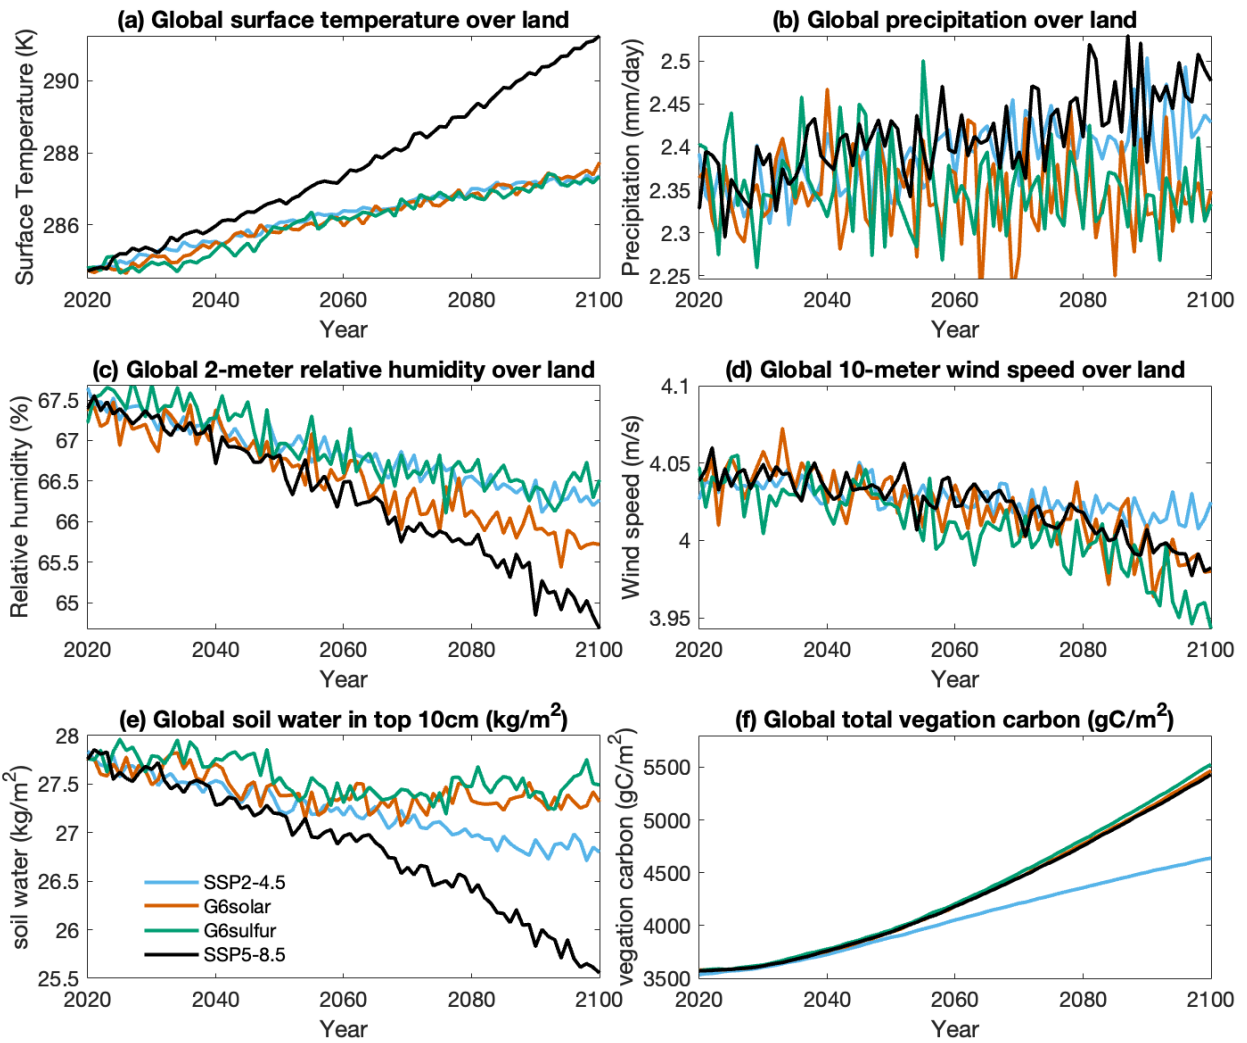 (a) Global surface temperature over land
Surface Temperature (K)
290
288
286
2020 2040 2060 2080 2100
Year
(b) Global precipitation over land
Precipitation (mm/day)
2.5
2.45
2.4
2.35
2.3
2.25
2020 2040 2060 2080 2100
Year
(c) Global 2-meter relative humidity over land
Relative humidity (%)
67.5
67
66.5
66
65.5
65
2020 2040 2060 2080 2100
Year
(d) Global 10-meter wind speed over land
Wind speed (m/s)
4.1
4.05
4
3.95
2020 2040 2060 2080 2100
Year
(e) Global soil water in top 10cm (kg/m²)
soil water (kg/m²)
28
27.5
27
26.5
26
25.5
SSP2-4.5
G6solar
G6sulfur
SSP5-8.5
2020 2040 2060 2080 2100
Year
(f) Global total vegation carbon (gC/m²)
vegation carbon (gC/m²)
5500
5000
4500
4000
3500
2020 2040 2060 2080 2100
Year